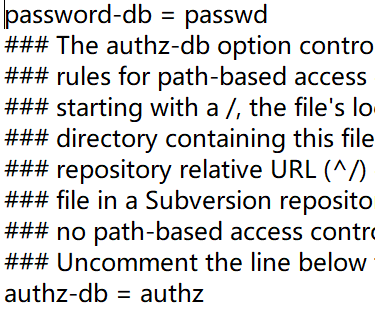 password-db = passwd
### The authz-db option contro
### rules for path-based access
### starting with a /, the file's lo
### directory containing this file
### repository relative URL (^/)
### file in a Subversion reposito
### no path-based access contro
### Uncomment the line below
authz-db = authz